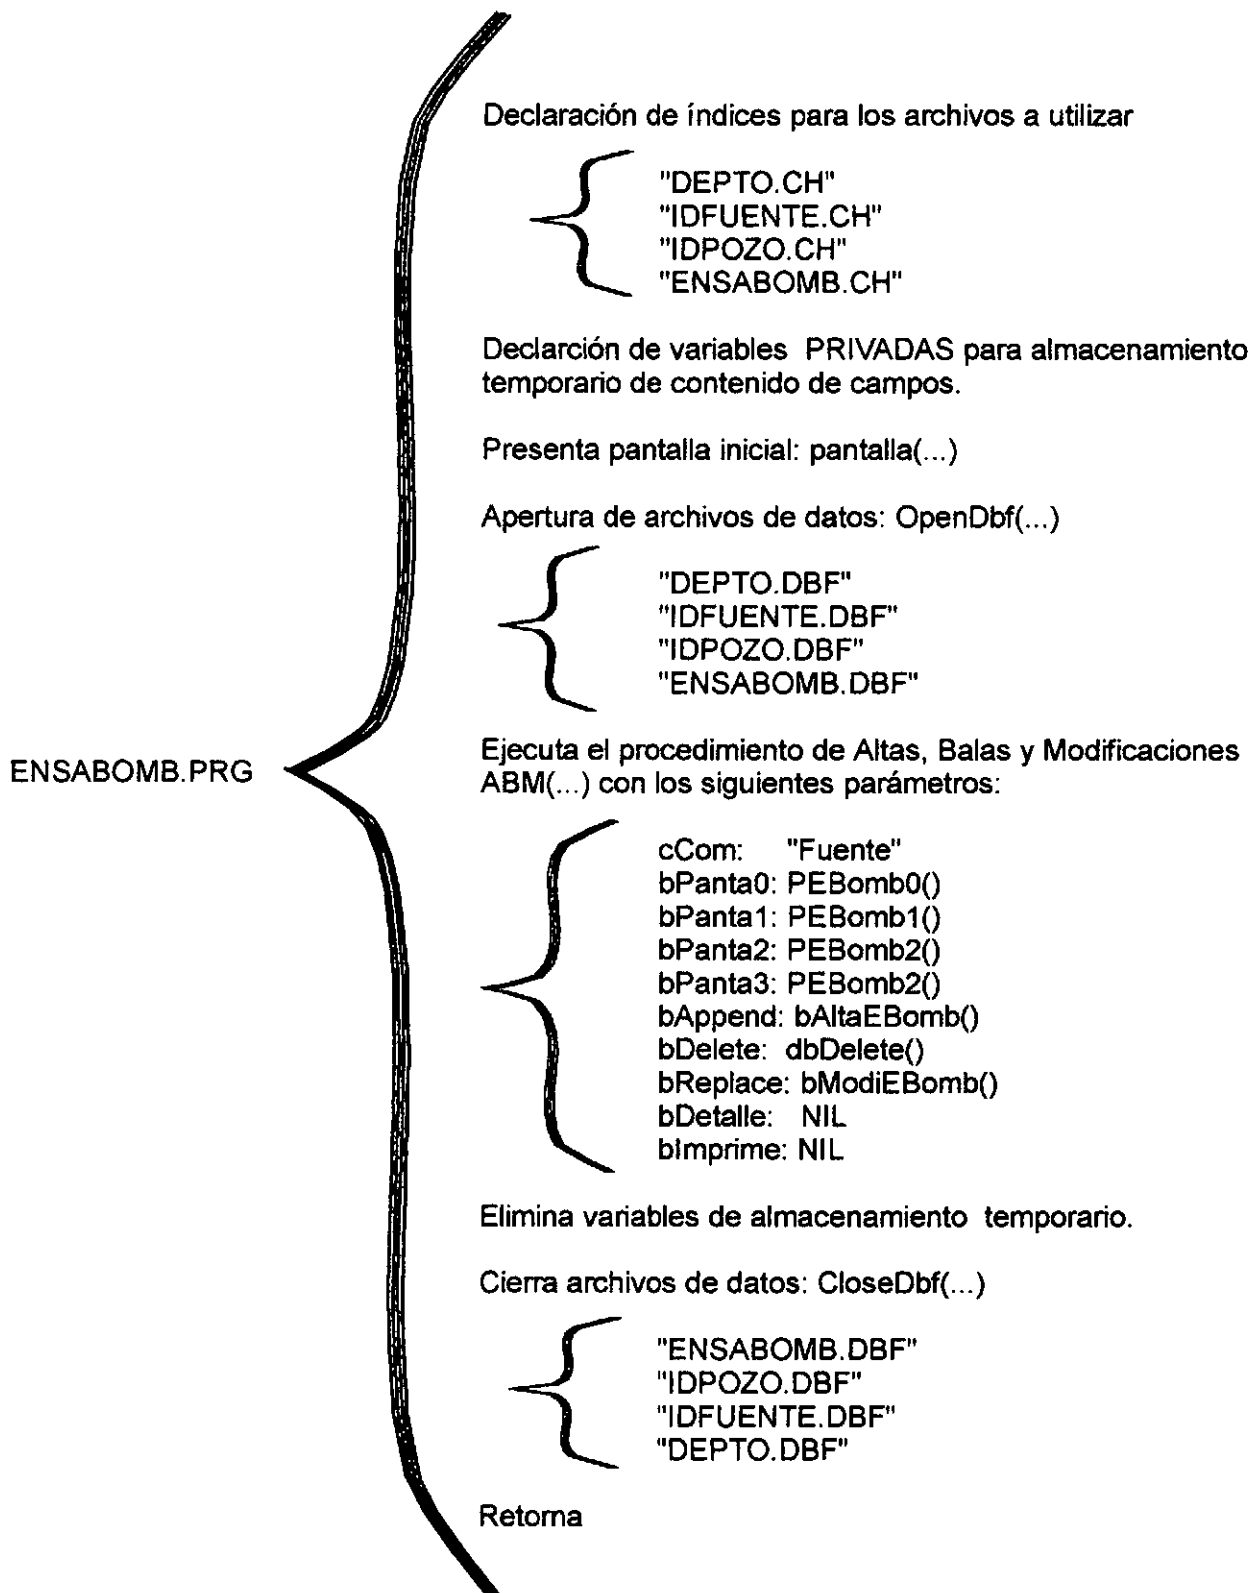 Declaración de índices para los archivos a utilizar
"DEPTO.CH"
"IDFUENTE.CH"
"IDPOZO.CH"
"ENSABOMB.CH"
Declarción de variables PRIVADAS para almacenamiento
temporario de contenido de campos.
Presenta pantalla inicial: pantalla(...)
Apertura de archivos de datos: OpenDbf(...)
"DEPTO.DBF"
"IDFUENTE.DBF"
"IDPOZO.DBF"
"ENSABOMB.DBF"
ENSABOMB.PRG
Ejecuta el procedimiento de Altas, Balas y Modificaciones
ABM(...) con los siguientes parámetros:
cCom: "Fuente"
bPanta0: PEBomb0()
bPanta1: PEBomb1()
bPanta2: PEBomb2()
bPanta3: PEBomb2()
bAppend: bAltaEBomb()
bDelete: dbDelete()
bReplace: bModiEBomb()
bDetalle: NIL
bImprime: NIL
Elimina variables de almacenamiento temporario.
Cierra archivos de datos: CloseDbf(...)
"ENSABOMB.DBF"
"IDPOZO.DBF"
"IDFUENTE.DBF"
"DEPTO.DBF"
Retorna